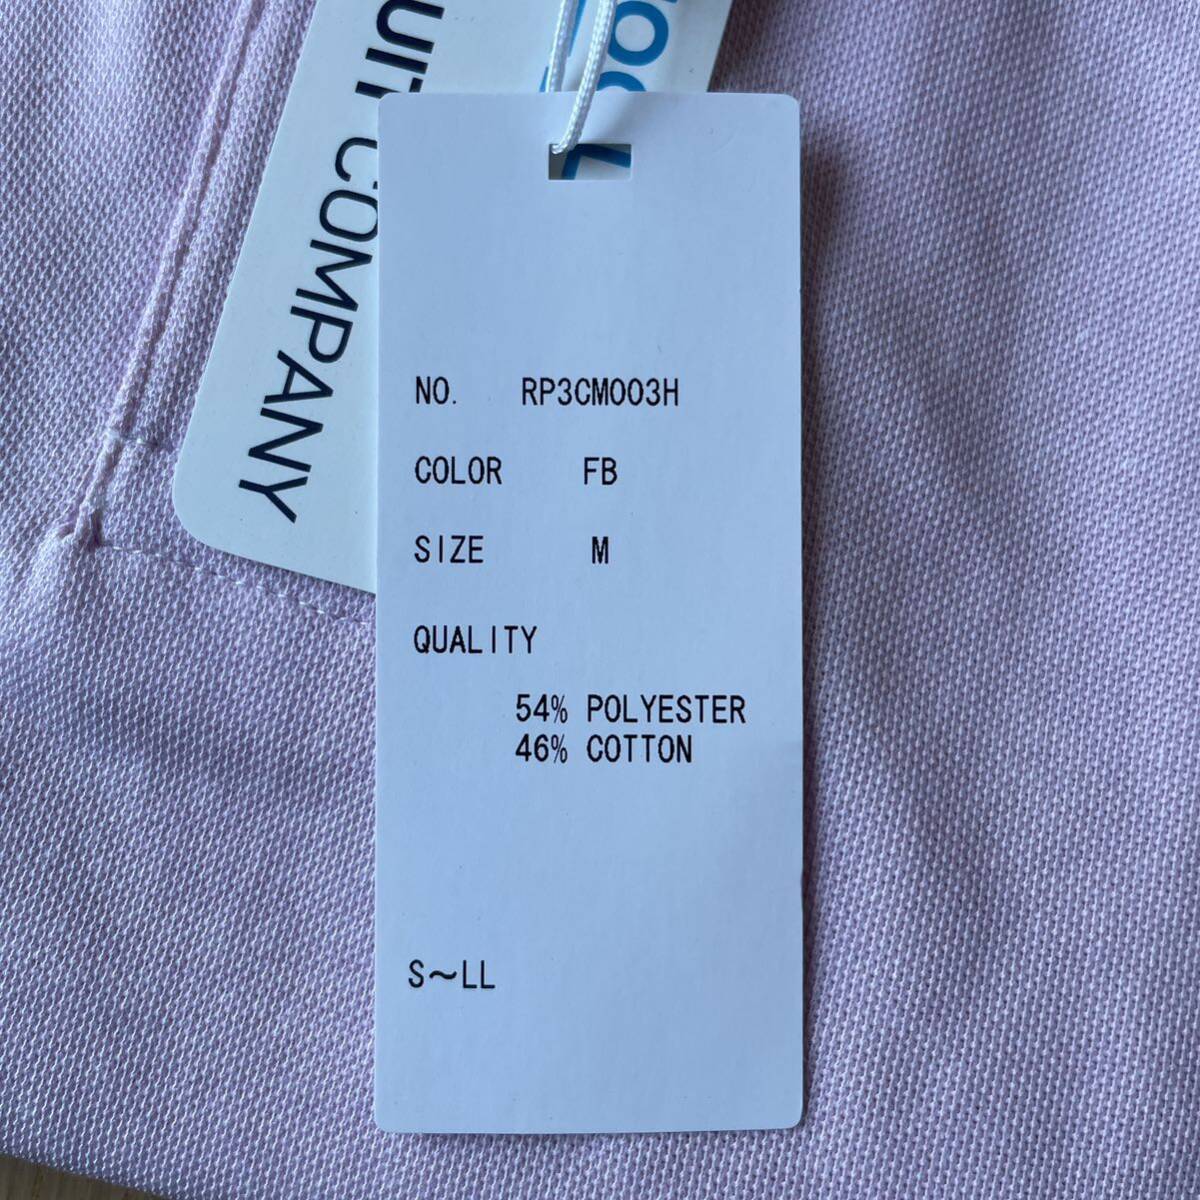 COMPANY
NO. RP3CM003H
COLOR FB
SIZE M
QUALITY
54% POLYESTER
46% COTTON
S～LL